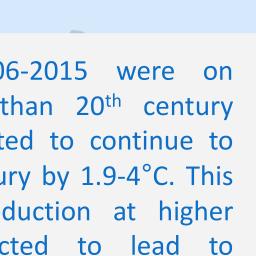 06-2015 were on
than 20th century
ted to continue to
ury by 1.9-4°C. This
duction at higher
cted to lead to